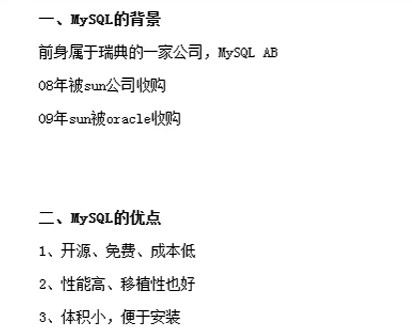 一、MySQL的背景
前身属于瑞典的一家公司，MySQL AB
08年被sun公司收购
09年sun被oracle收购
二、MySQL的优点
1、开源、免费、成本低
2、性能高、移植性也好
3、体积小，便于安装